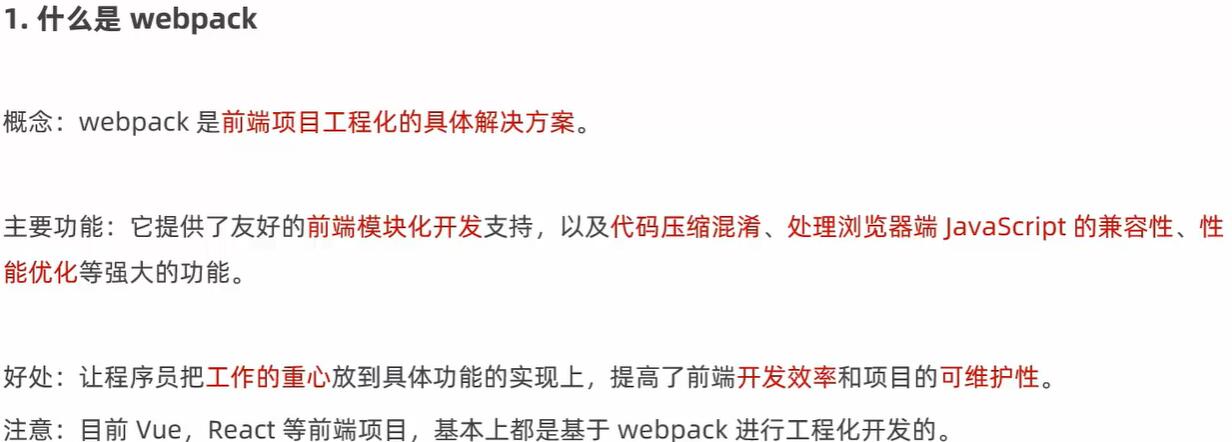 1. 什么是 webpack
概念：webpack 是前端项目工程化的具体解决方案。
主要功能：它提供了友好的前端模块化开发支持，以及代码压缩混淆、处理浏览器端 JavaScript 的兼容性、性
能优化等强大的功能。
好处：让程序员把工作的重心放到具体功能的实现上，提高了前端开发效率和项目的可维护性。
注意：目前 Vue，React 等前端项目，基本上都是基于 webpack 进行工程化开发的。